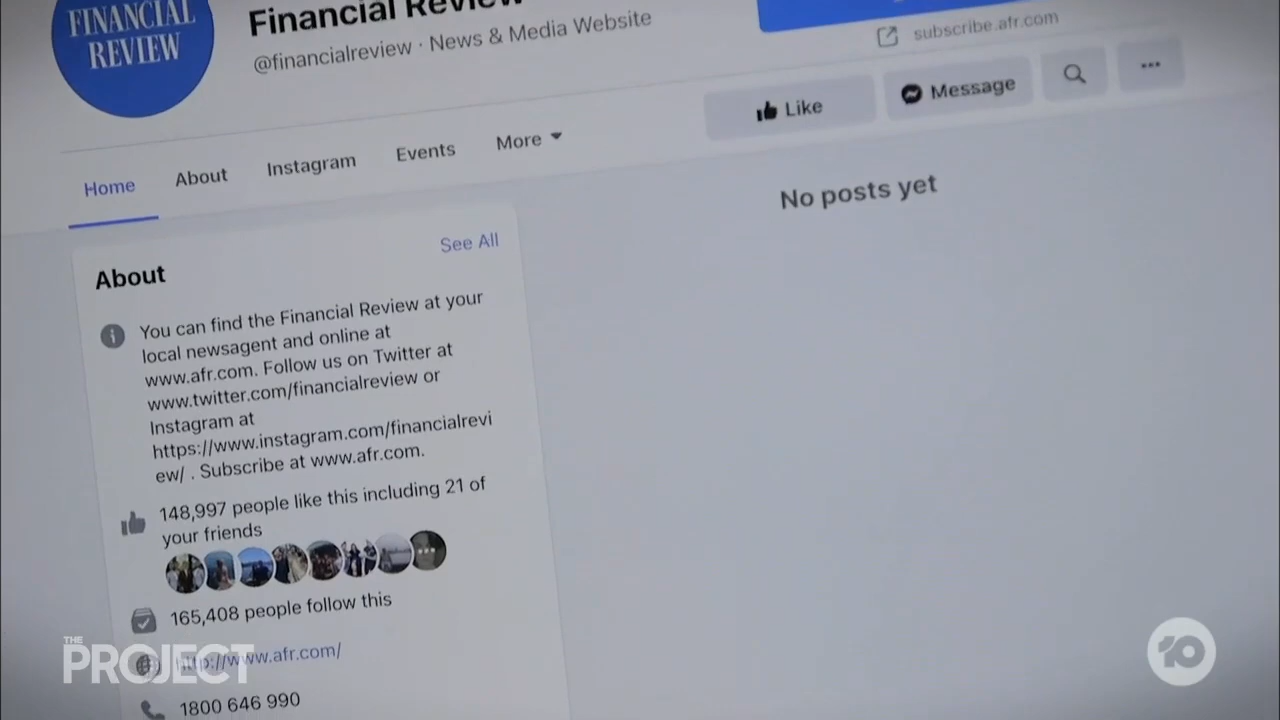 FINANCIAL
REVIEW
Financial Review
@financialreview · News & Media Website
subscribe.afr.com
Like
Message
Home
About
Instagram
Events
More
No posts yet
About
See All
You can find the Financial Review at your
local newsagent and online at
www.afr.com. Follow us on Twitter at
www.twitter.com/financialreview or
Instagram at
https://www.instagram.com/financialrevi
ew/ . Subscribe at www.afr.com.
148,997 people like this including 21 of
your friends
165,408 people follow this
http://www.afr.com/
1800 646 990
THE
PROJECT
10